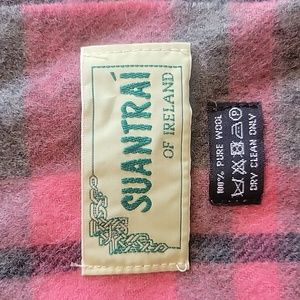 SUANTRAÍ
OF IRELAND
100% PURE WOOL
DRY CLEAN ONLY